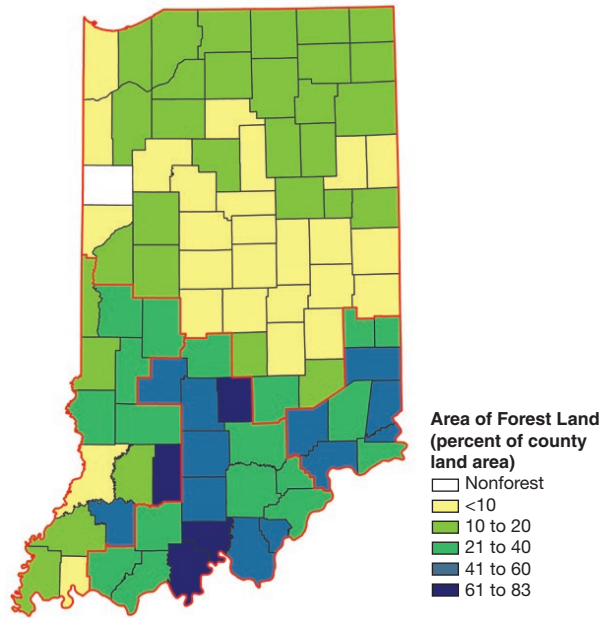 Area of Forest Land
(percent of county
land area)
Nonforest
<10
10 to 20
21 to 40
41 to 60
61 to 83